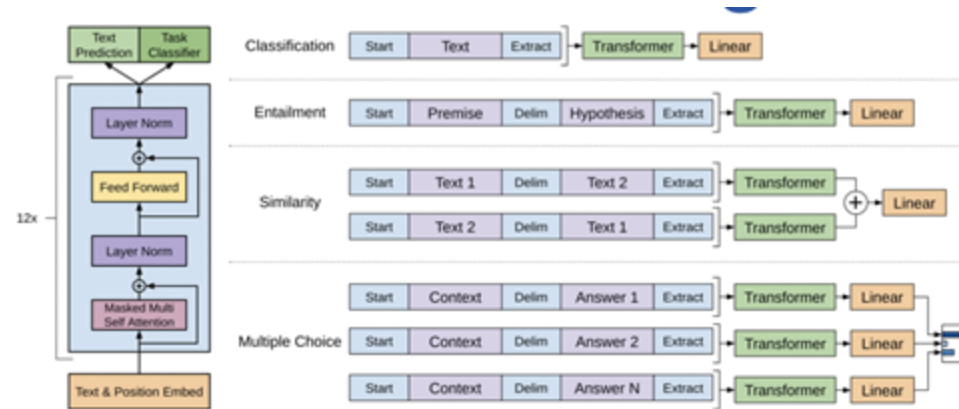 Text Prediction
Task Classifier
Layer Norm
Feed Forward
12x
Layer Norm
Masked Multi
Self Attention
Text & Position Embed
Classification Start Text Extract Transformer Linear
Entailment Start Premise Delim Hypothesis Extract Transformer Linear
Similarity
Start Text 1 Delim Text 2 Extract Transformer
Linear
Start Text 2 Delim Text 1 Extract Transformer
Start Context Delim Answer 1 Extract Transformer Linear
Multiple Choice Start Context Delim Answer 2 Extract Transformer Linear
Start Context Delim Answer N Extract Transformer Linear